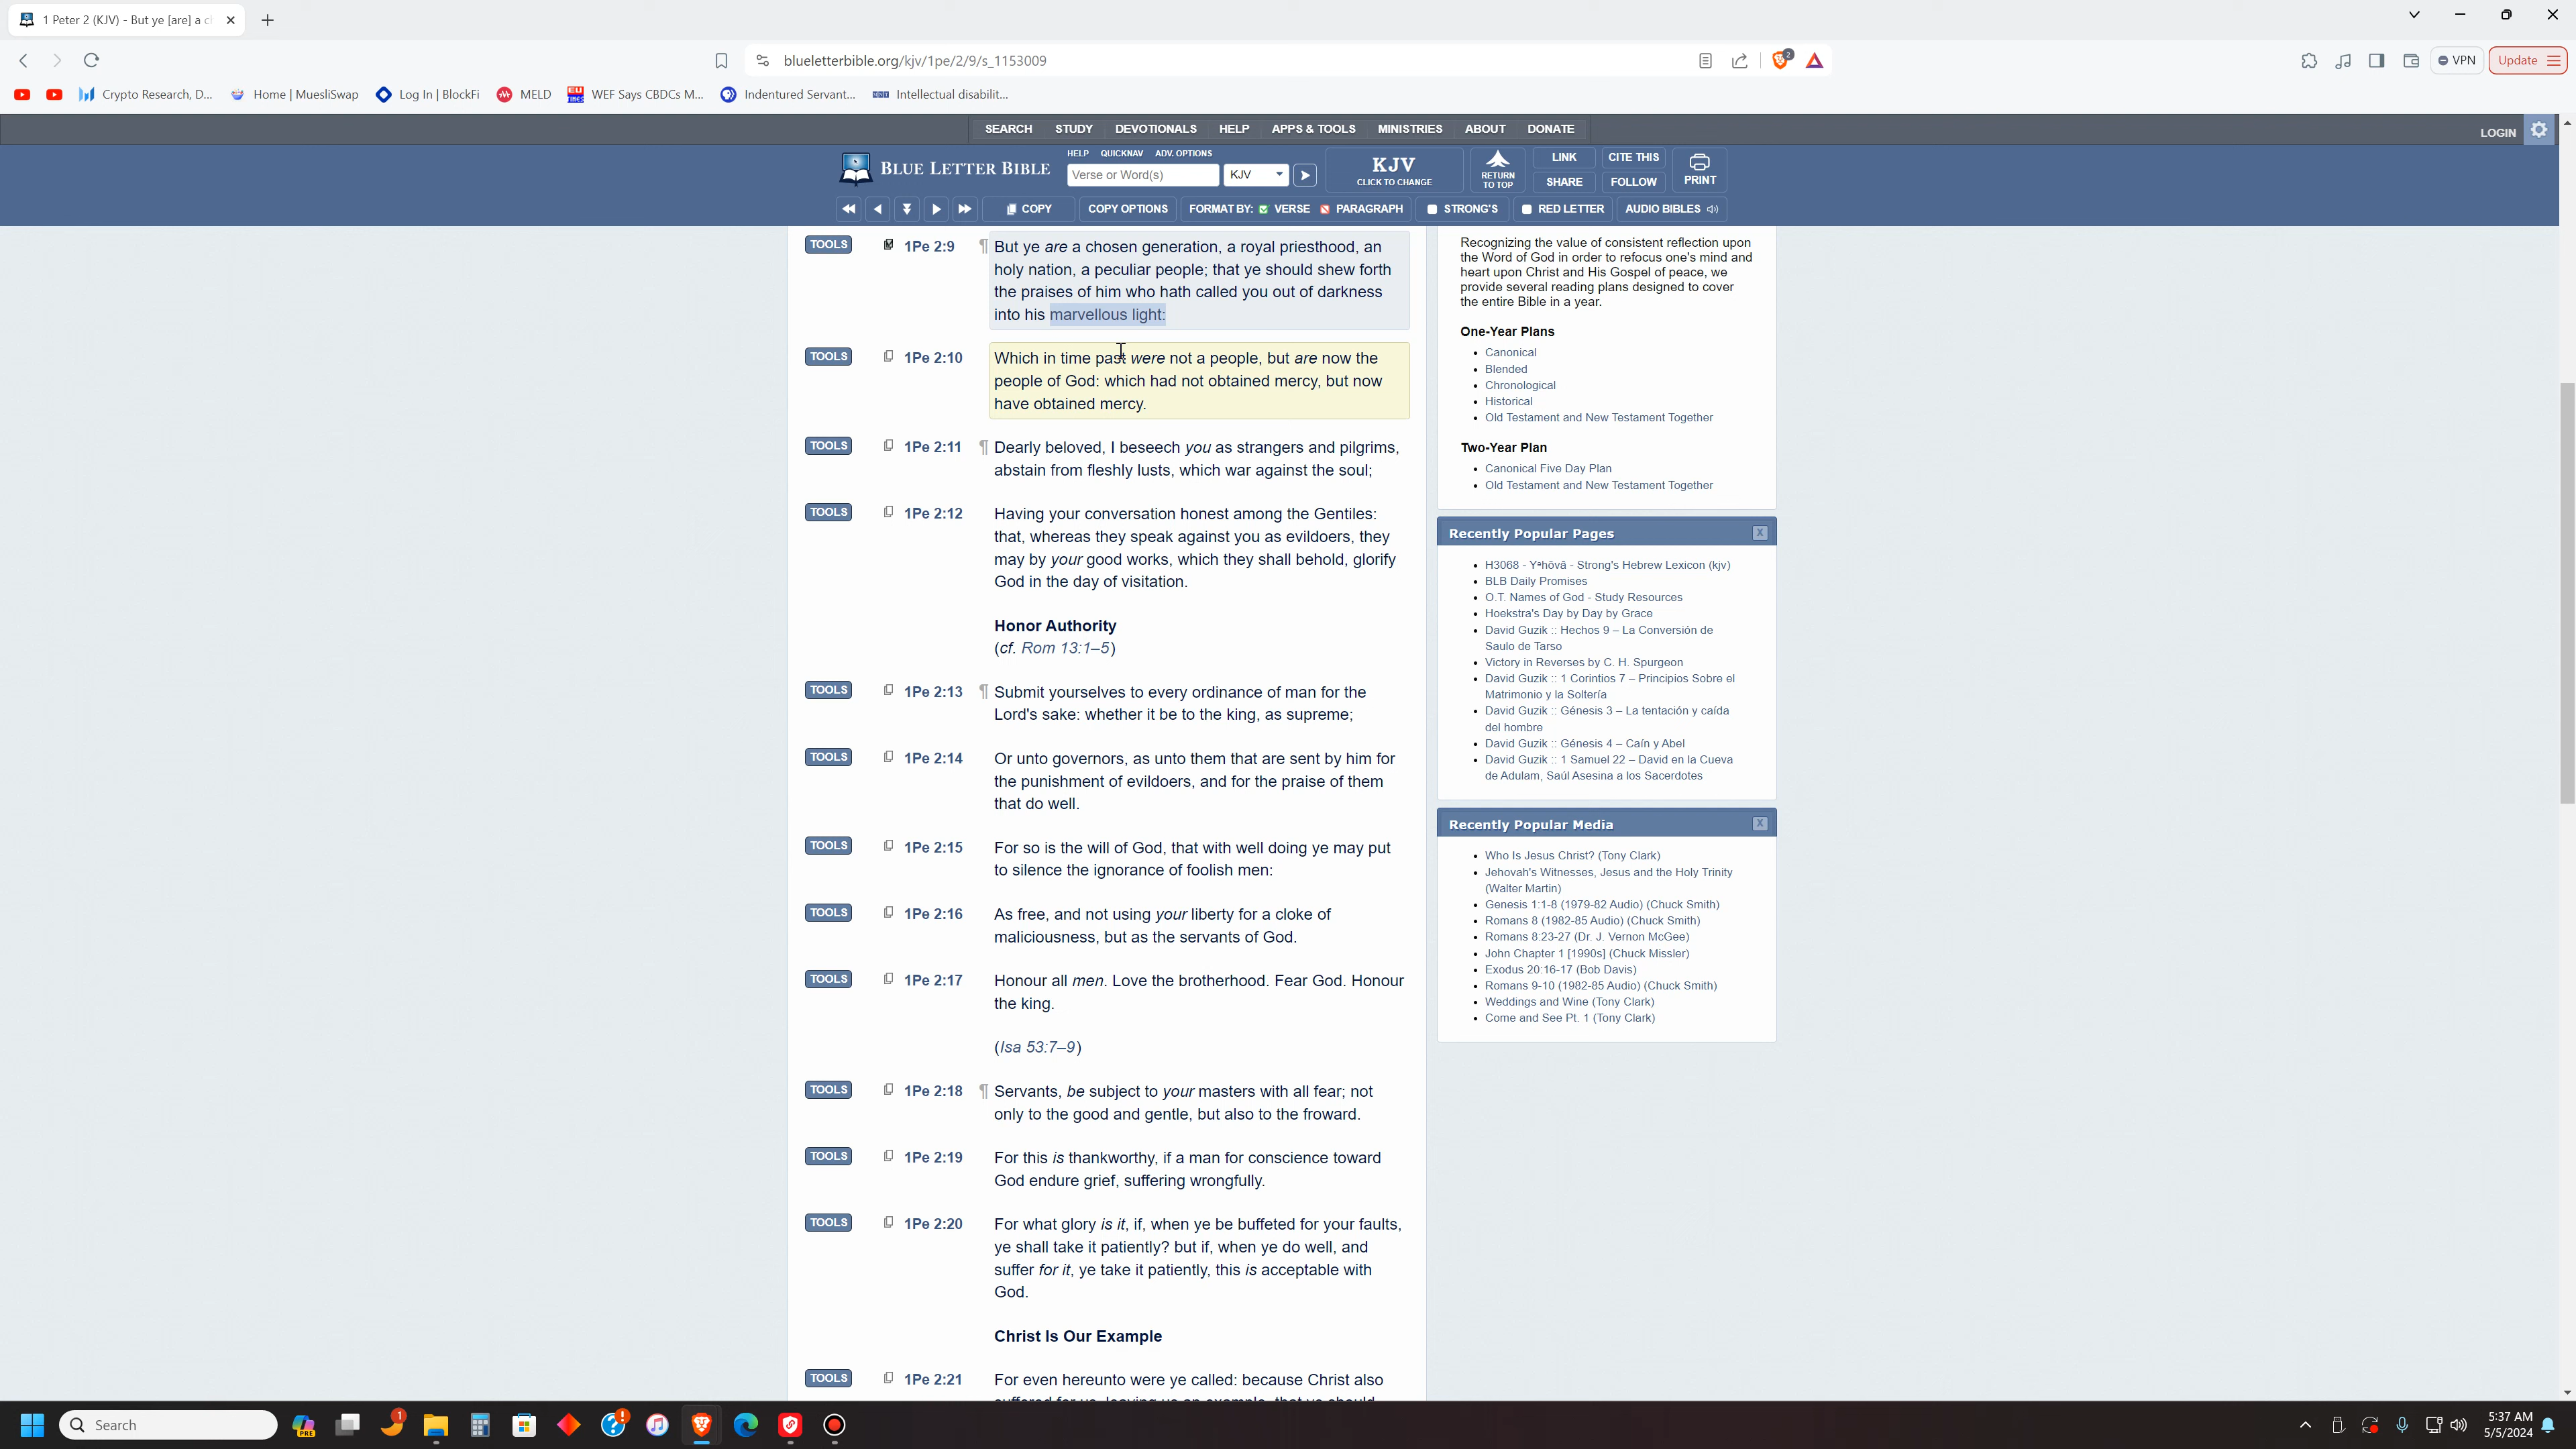 1 Peter 2 (KJV) - But ye [are] a c
blueletterbible.org/kjv/1pe/2/9/s_1153009
2
VPN
Update
Crypto Research, D...
Home | MuesliSwap
Log In | BlockFi
MELD
WEF Says CBDCs M...
Indentured Servant...
Intellectual disabilit...
SEARCH STUDY DEVOTIONALS HELP APPS & TOOLS MINISTRIES ABOUT DONATE
LOGIN
BLUE LETTER BIBLE
HELP QUICKNAV ADV. OPTIONS
Verse or Word(s)
KJV
KJV
CLICK TO CHANGE
RETURN
TO TOP
LINK
CITE THIS
SHARE
FOLLOW
PRINT
COPY
COPY OPTIONS
FORMAT BY: VERSE PARAGRAPH
STRONG'S
RED LETTER
AUDIO BIBLES
TOOLS 1Pe 2:9 ¶ But ye are a chosen generation, a royal priesthood, an
holy nation, a peculiar people; that ye should shew forth
the praises of him who hath called you out of darkness
into his marvellous light:
TOOLS 1Pe 2:10 Which in time past were not a people, but are now the
people of God: which had not obtained mercy, but now
have obtained mercy.
TOOLS 1Pe 2:11 ¶ Dearly beloved, I beseech you as strangers and pilgrims,
abstain from fleshly lusts, which war against the soul;
TOOLS 1Pe 2:12 Having your conversation honest among the Gentiles:
that, whereas they speak against you as evildoers, they
may by your good works, which they shall behold, glorify
God in the day of visitation.
Honor Authority
(cf. Rom 13:1–5)
TOOLS 1Pe 2:13 ¶ Submit yourselves to every ordinance of man for the
Lord's sake: whether it be to the king, as supreme;
TOOLS 1Pe 2:14 Or unto governors, as unto them that are sent by him for
the punishment of evildoers, and for the praise of them
that do well.
TOOLS 1Pe 2:15 For so is the will of God, that with well doing ye may put
to silence the ignorance of foolish men:
TOOLS 1Pe 2:16 As free, and not using your liberty for a cloke of
maliciousness, but as the servants of God.
TOOLS 1Pe 2:17 Honour all men. Love the brotherhood. Fear God. Honour
the king.
(Isa 53:7–9)
TOOLS 1Pe 2:18 ¶ Servants, be subject to your masters with all fear; not
only to the good and gentle, but also to the froward.
TOOLS 1Pe 2:19 For this is thankworthy, if a man for conscience toward
God endure grief, suffering wrongfully.
TOOLS 1Pe 2:20 For what glory is it, if, when ye be buffeted for your faults,
ye shall take it patiently? but if, when ye do well, and
suffer for it, ye take it patiently, this is acceptable with
God.
Christ Is Our Example
TOOLS 1Pe 2:21 For even hereunto were ye called: because Christ also
Recognizing the value of consistent reflection upon
the Word of God in order to refocus one's mind and
heart upon Christ and His Gospel of peace, we
provide several reading plans designed to cover
the entire Bible in a year.
One-Year Plans
• Canonical
• Blended
• Chronological
• Historical
• Old Testament and New Testament Together
Two-Year Plan
• Canonical Five Day Plan
• Old Testament and New Testament Together
Recently Popular Pages X
• H3068 - Yᵊhōvâ - Strong's Hebrew Lexicon (kjv)
• BLB Daily Promises
• O.T. Names of God - Study Resources
• Hoekstra's Day by Day by Grace
• David Guzik :: Hechos 9 – La Conversión de
Saulo de Tarso
• Victory in Reverses by C. H. Spurgeon
• David Guzik :: 1 Corintios 7 – Principios Sobre el
Matrimonio y la Soltería
• David Guzik :: Génesis 3 – La tentación y caída
del hombre
• David Guzik :: Génesis 4 – Caín y Abel
• David Guzik :: 1 Samuel 22 – David en la Cueva
de Adulam, Saúl Asesina a los Sacerdotes
Recently Popular Media X
• Who Is Jesus Christ? (Tony Clark)
• Jehovah's Witnesses, Jesus and the Holy Trinity
(Walter Martin)
• Genesis 1:1-8 (1979-82 Audio) (Chuck Smith)
• Romans 8 (1982-85 Audio) (Chuck Smith)
• Romans 8:23-27 (Dr. J. Vernon McGee)
• John Chapter 1 [1990s] (Chuck Missler)
• Exodus 20:16-17 (Bob Davis)
• Romans 9-10 (1982-85 Audio) (Chuck Smith)
• Weddings and Wine (Tony Clark)
• Come and See Pt. 1 (Tony Clark)
Search
PRE
1
5:37 AM
5/5/2024